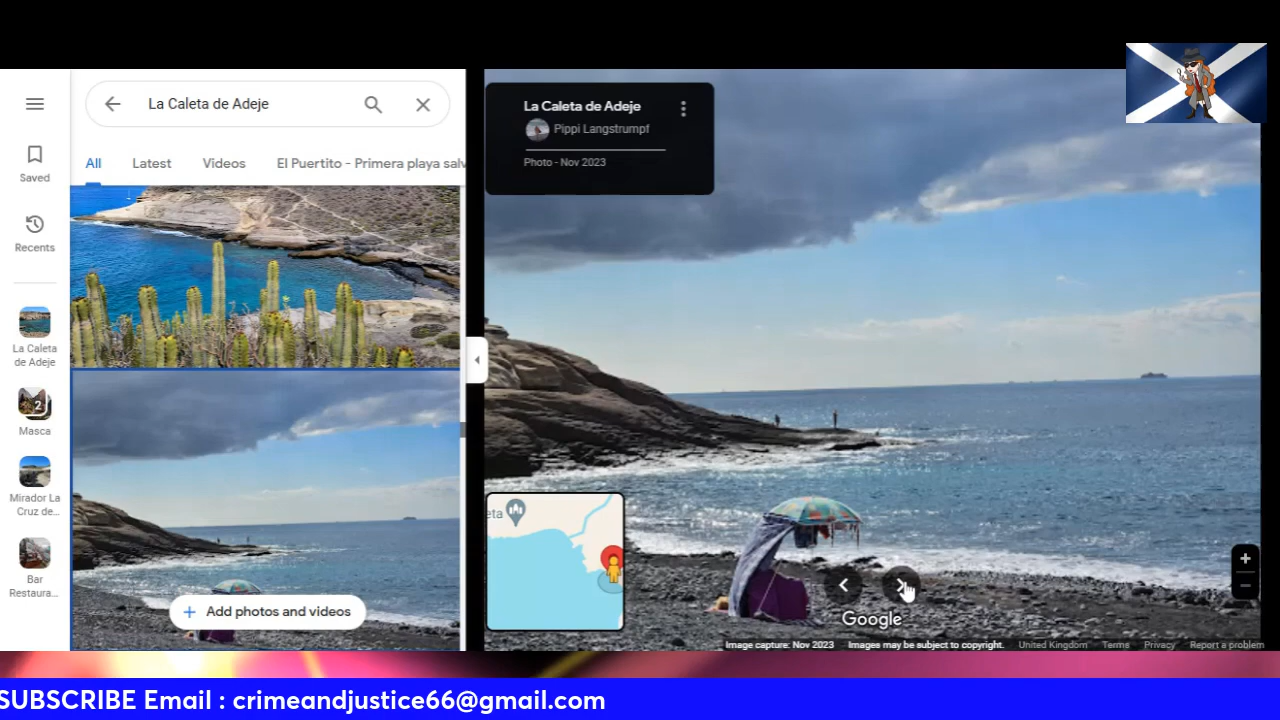 La Caleta de Adeje
All
Latest
Videos
El Puertito - Primera playa salv
Saved
Recents
La Caleta
de Adeje
2
Masca
Mirador La
Cruz de...
Bar
Restaura...
+ Add photos and videos
La Caleta de Adeje
Pippi Langstrumpf
Photo - Nov 2023
eta
Google
Image capture: Nov 2023
Images may be subject to copyright.
United Kingdom
Terms
Privacy
Report a problem
SUBSCRIBE Email : crimeandjustice66@gmail.com